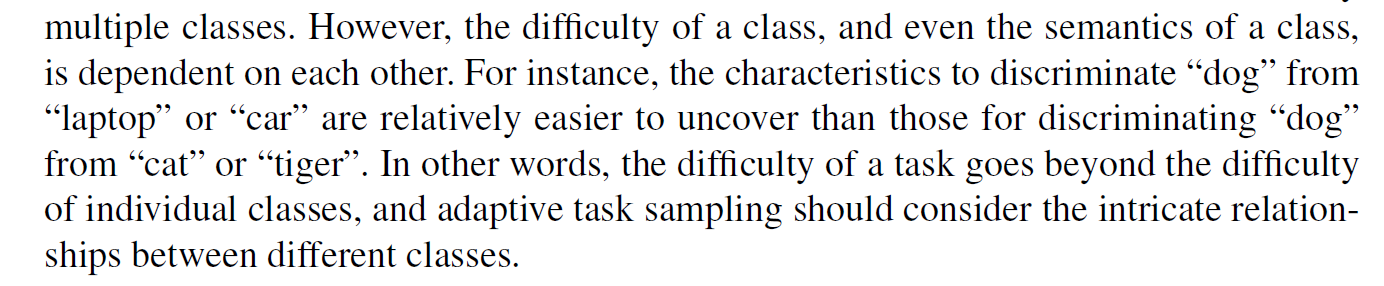 multiple classes. However, the difficulty of a class, and even the semantics of a class,
is dependent on each other. For instance, the characteristics to discriminate “dog” from
“laptop” or “car” are relatively easier to uncover than those for discriminating “dog”
from “cat” or “tiger”. In other words, the difficulty of a task goes beyond the difficulty
of individual classes, and adaptive task sampling should consider the intricate relation-
ships between different classes.